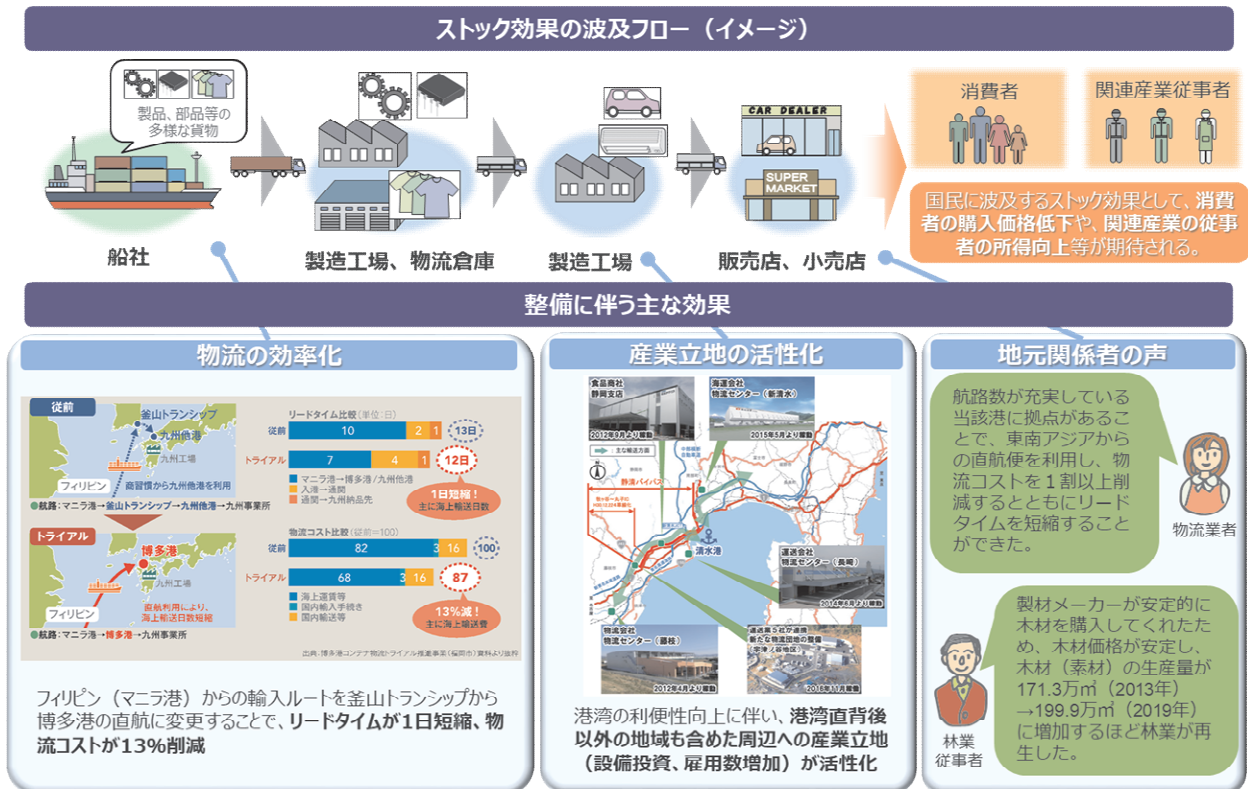 ストック効果の波及フロー（イメージ）
製品、部品等の
多様な貨物
船社
製造工場、物流倉庫
製造工場
CAR DEALER
SUPER
MARKET
販売店、小売店
消費者
関連産業従事者
国民に波及するストック効果として、消費
者の購入価格低下や、関連産業の従事
者の所得向上等が期待される。
整備に伴う主な効果
物流の効率化
従前
釜山トランシップ
九州他港
九州工場
フィリピン
商習慣から九州他港を利用
●航路:マニラ港→釜山トランシップ→九州他港→九州事業所
トライアル
博多港
九州工場
フィリピン
直航利用により、
海上輸送日数短縮
●航路:マニラ港→博多港→九州事業所
リードタイム比較(単位:日)
従前 10 2 1 13日
トライアル 7 4 1 12日
マニラ港→博多港/九州他港
入港→通関
通関→九州納品先
1日短縮！
主に海上輸送日数
物流コスト比較(従前=100)
従前 82 3 16 100
トライアル 68 3 16 87
海上運賃等
国内輸入手続き
国内輸送等
13%減！
主に海上輸送費
出典:博多港コンテナ物流トライアル推進事業(福岡市)資料より抜粋
フィリピン（マニラ港）からの輸入ルートを釜山トランシップから
博多港の直航に変更することで、リードタイムが1日短縮、物
流コストが13%削減
産業立地の活性化
食品商社
静岡支店
2012年9月より稼動
海運会社
物流センター（新清水）
2015年5月より稼動
:主な輸送方面
静清バイパス
清水港
運送会社
物流センター（長崎）
2014年6月より稼動
物流会社
物流センター（藤枝）
2012年4月より稼動
運送業５社が連携
新たな物流団地の整備
（宇津ノ谷地区）
2016年11月稼働
港湾の利便性向上に伴い、港湾直背後
以外の地域も含めた周辺への産業立地
（設備投資、雇用数増加）が活性化
地元関係者の声
航路数が充実している
当該港に拠点があるこ
とで、東南アジアから
の直航便を利用し、物
流コストを１割以上削
減するとともにリード
タイムを短縮すること
ができた。
物流業者
製材メーカーが安定的に
木材を購入してくれたた
め、木材価格が安定し、
木材（素材）の生産量が
171.3万㎥（2013年）
→199.9万㎥（2019年）
に増加するほど林業が再
生した。
林業
従事者